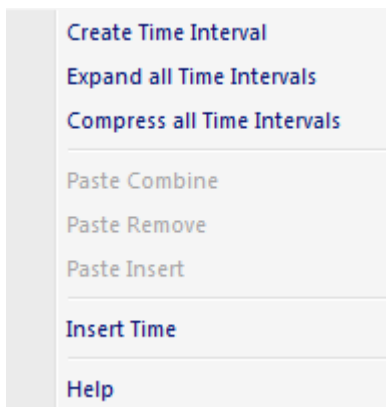 Create Time Interval
Expand all Time Intervals
Compress all Time Intervals
Paste Combine
Paste Remove
Paste Insert
Insert Time
Help